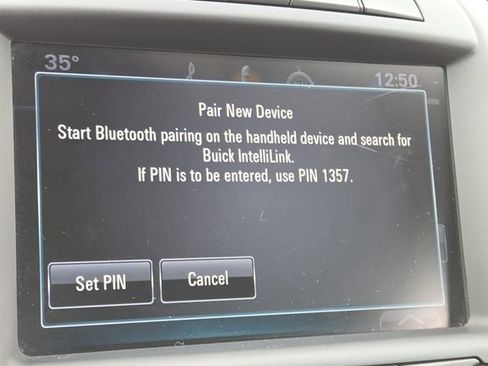 35° 12:50
Pair New Device
Start Bluetooth pairing on the handheld device and search for
Buick IntelliLink.
If PIN is to be entered, use PIN 1357.
Set PIN Cancel